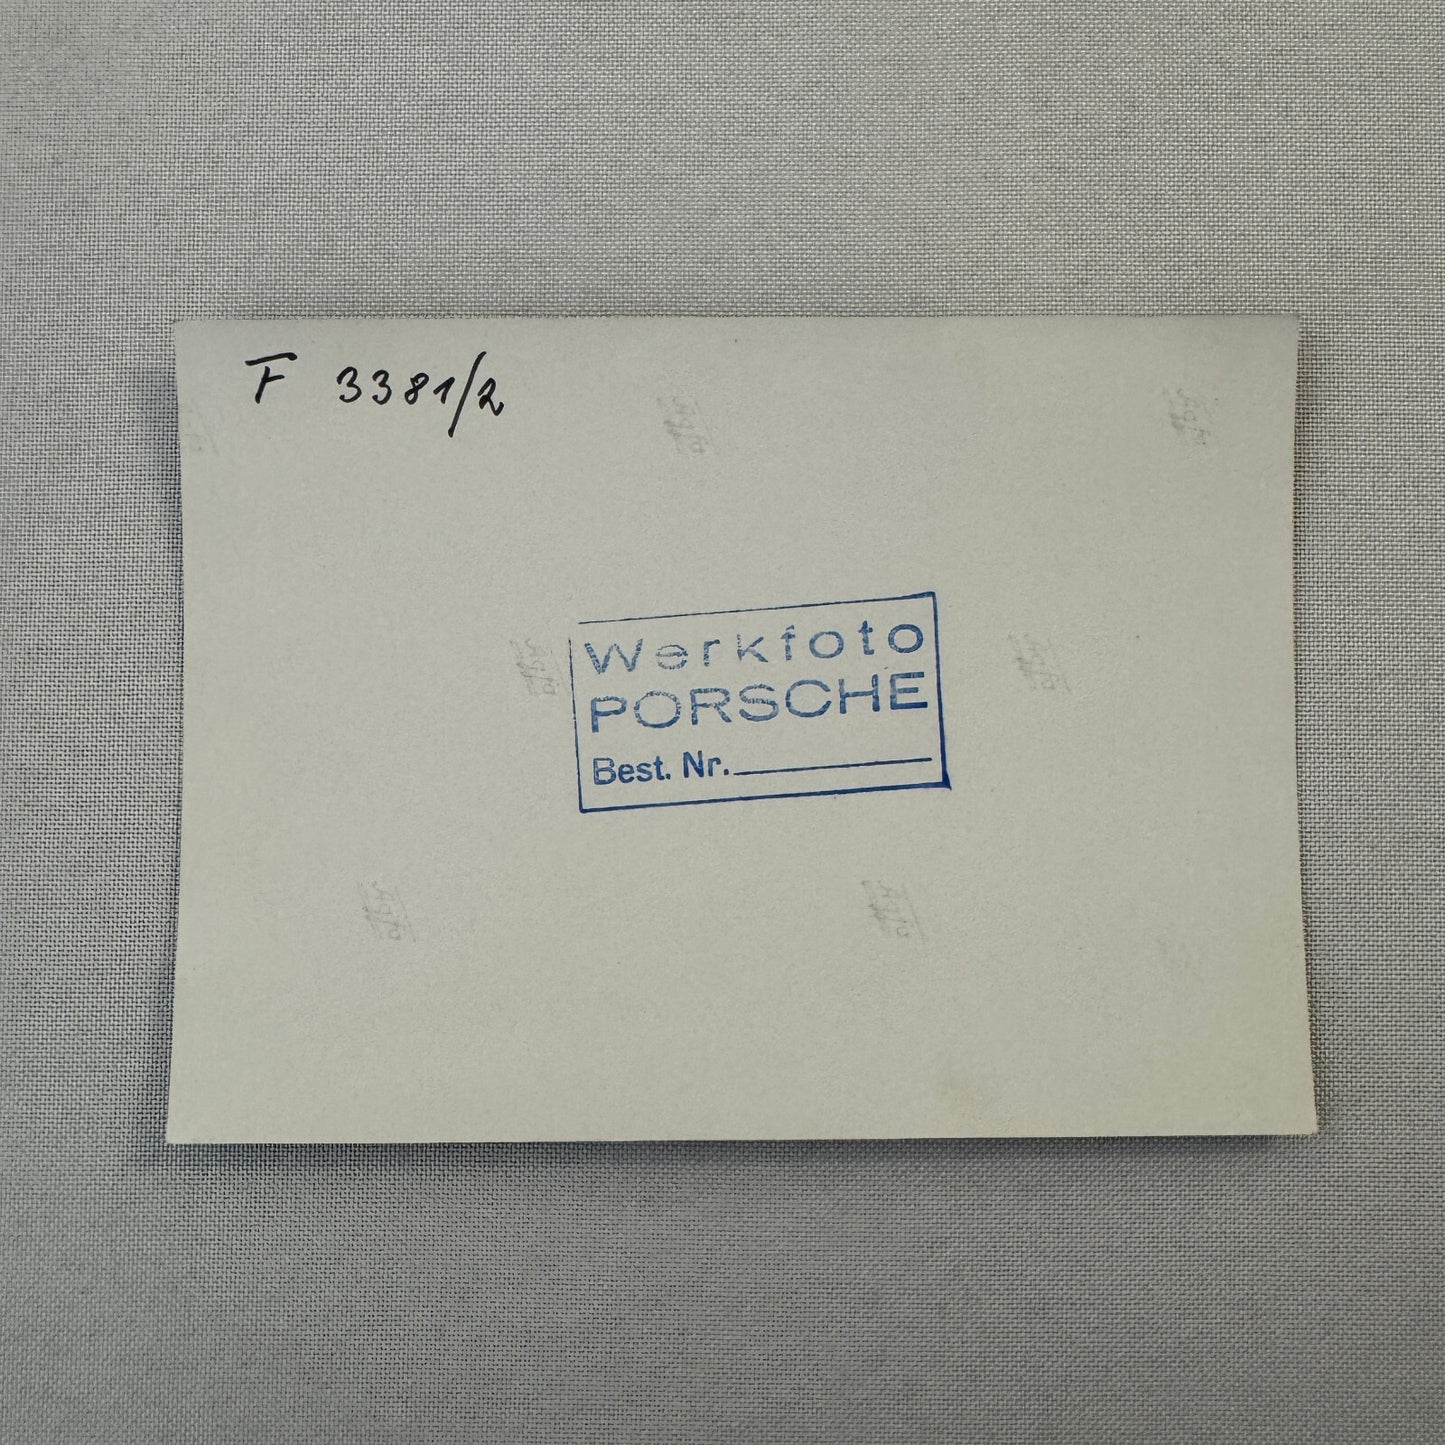 F 3381/2
Werkfoto
PORSCHE
Best. Nr.